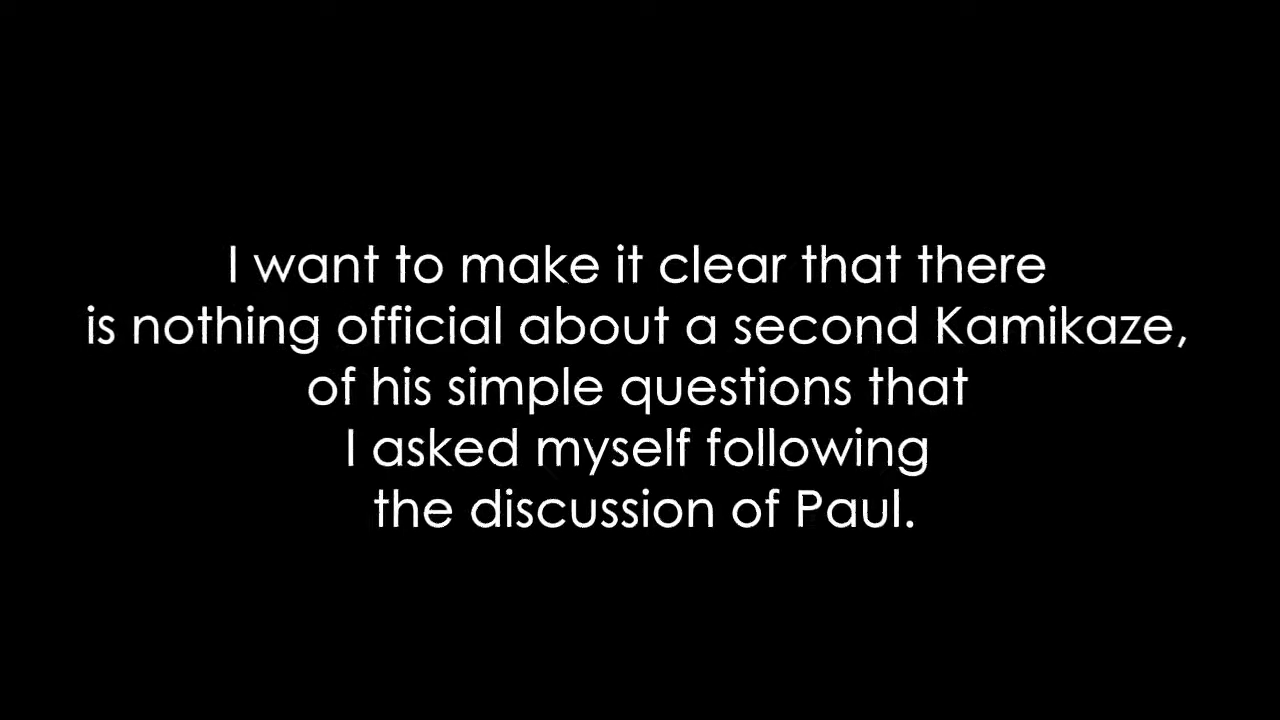 I want to make it clear that there
is nothing official about a second Kamikaze,
of his simple questions that
I asked myself following
the discussion of Paul.